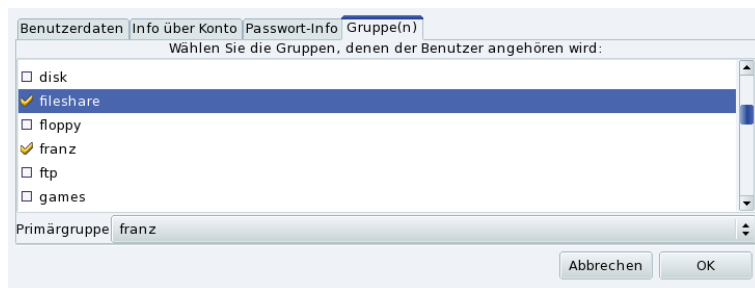 Benutzerdaten Info über Konto Passwort-Info Gruppe(n)
Wählen Sie die Gruppen, denen der Benutzer angehören wird:
disk
fileshare
floppy
franz
ftp
games
Primärgruppe franz
Abbrechen OK